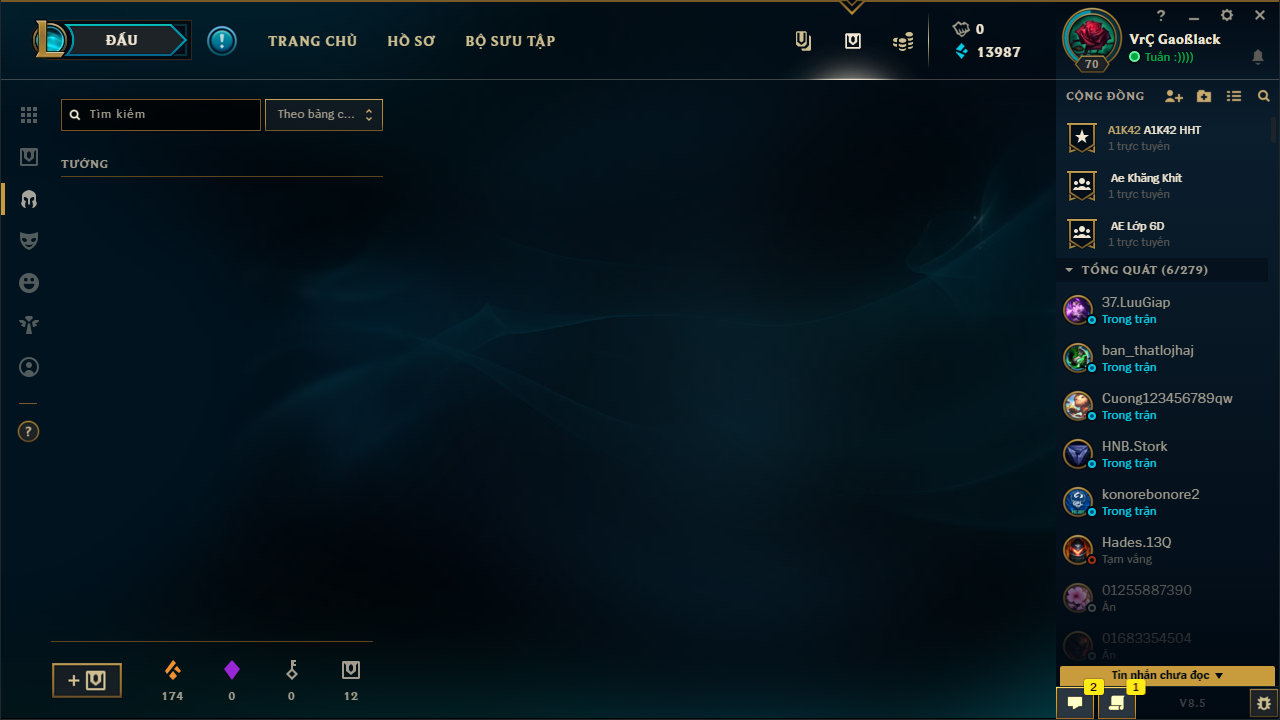 ĐẤU
TRANG CHỦ
HỒ SƠ
BỘ SƯU TẬP
0
13987
?
VrÇ Gaoßlack
Tuấn :))))
70
Tìm kiếm
Theo bảng c...
TƯỚNG
?
174
0
0
12
CỘNG ĐỒNG
A1K42 A1K42 HHT
1 trực tuyến
Ae Khăng Khít
1 trực tuyến
AE Lớp 6D
1 trực tuyến
TỔNG QUÁT (6/279)
37.LuuGiap
Trong trận
ban_thatlojhaj
Trong trận
Cuong123456789qw
Trong trận
HNB.Stork
Trong trận
konorebonore2
Trong trận
Hades.13Q
Tạm vắng
01255887390
Ẩn
01683354504
Ẩn
Tin nhắn chưa đọc
2
1
V8.5